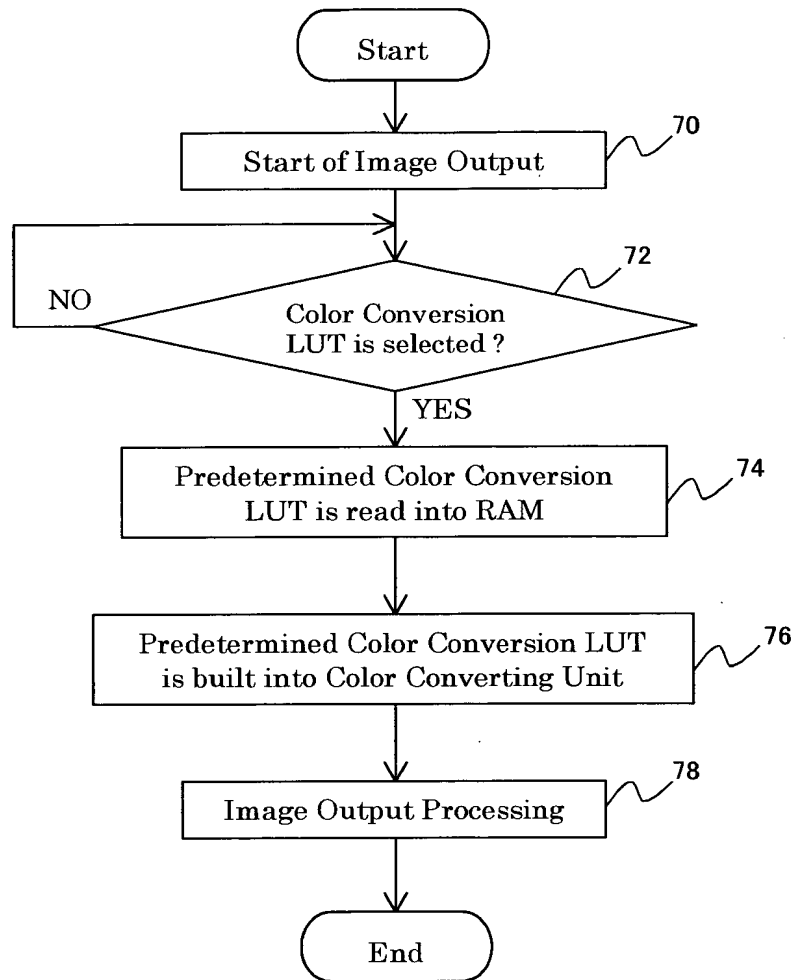 Start
70
Start of Image Output
72
NO
Color Conversion
LUT is selected ?
YES
74
Predetermined Color Conversion
LUT is read into RAM
76
Predetermined Color Conversion LUT
is built into Color Converting Unit
78
Image Output Processing
End